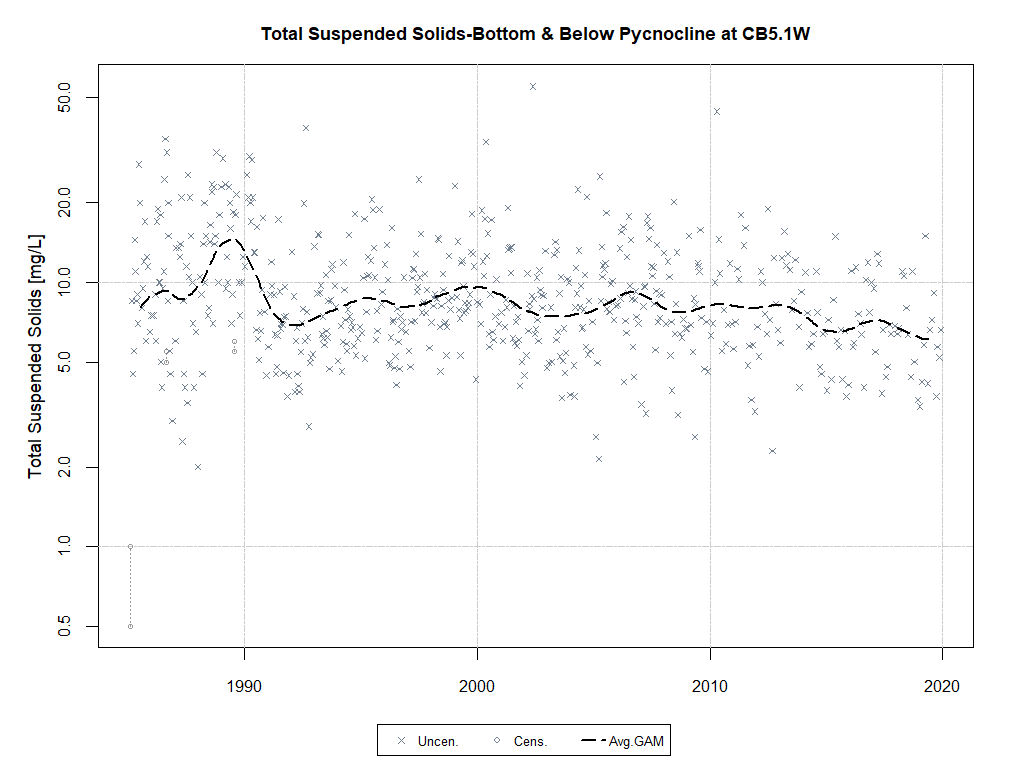 Total Suspended Solids-Bottom & Below Pycnocline at CB5.1W
Total Suspended Solids [mg/L]
50.0
20.0
10.0
5.0
2.0
1.0
0.5
1990 2000 2010 2020
Uncen. Cens. Avg.GAM